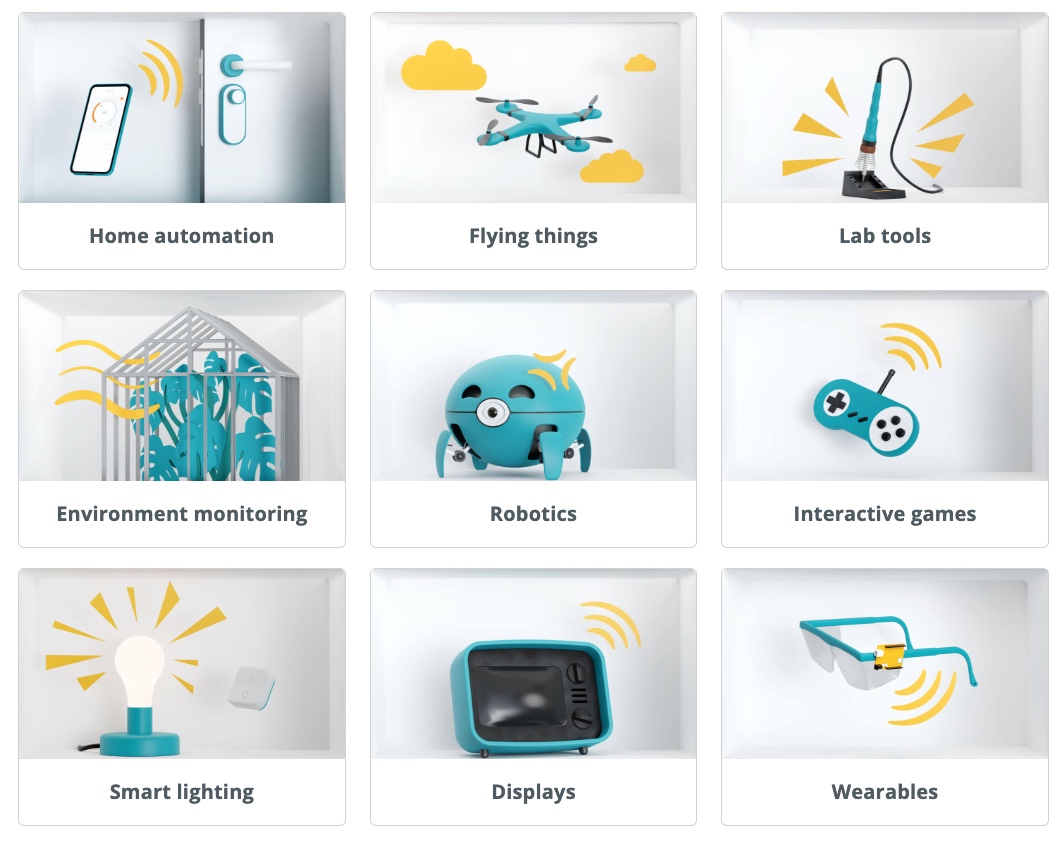 Home automation
Flying things
Lab tools
Environment monitoring
Robotics
Interactive games
Smart lighting
Displays
Wearables